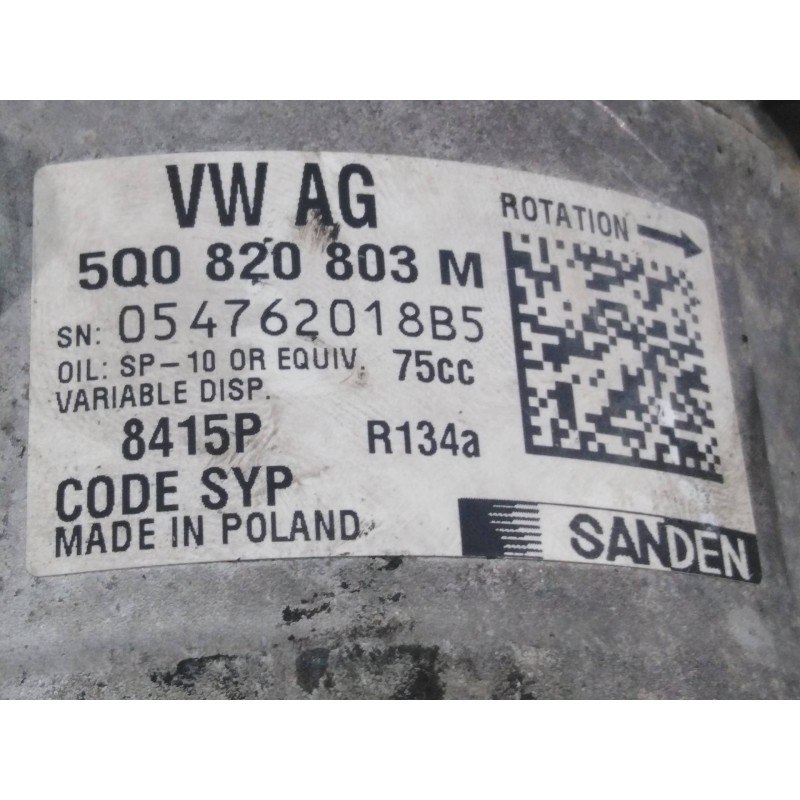 VW AG
ROTATION
5Q0 820 803 M
SN: 054762018B5
OIL: SP-10 OR EQUIV. 75cc
VARIABLE DISP.
8415P R134a
CODE SYP
MADE IN POLAND
SANDEN